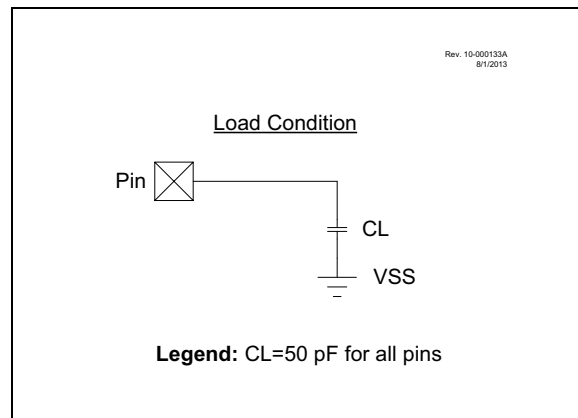 Rev. 10-000133A
8/1/2013
Load Condition
Pin
CL
VSS
Legend: CL=50 pF for all pins